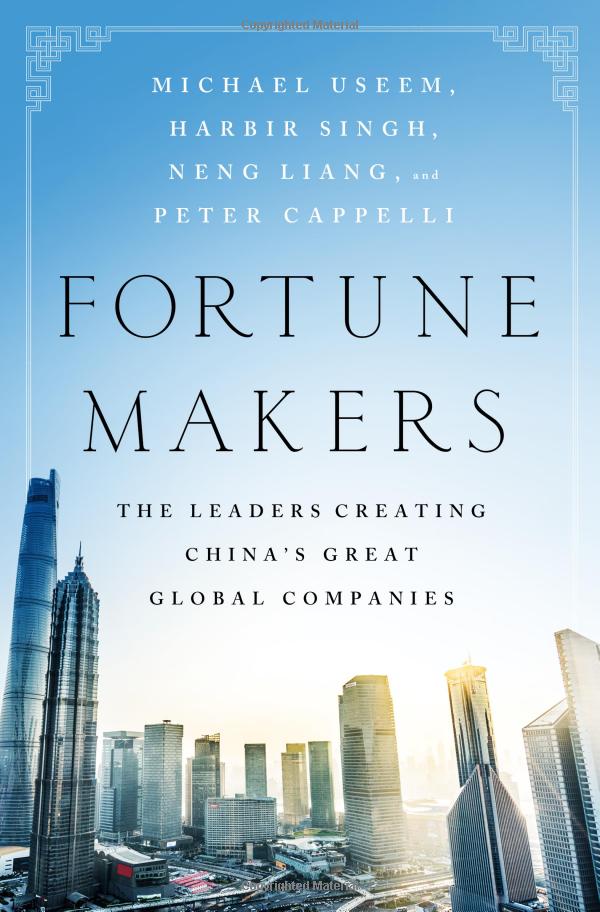 Copyrighted Material
MICHAEL USEEM,
HARBIR SINGH,
NENG LIANG, and
PETER CAPPELLI
FORTUNE
MAKERS
THE LEADERS CREATING
CHINA'S GREAT
GLOBAL COMPANIES
Copyrighted Material